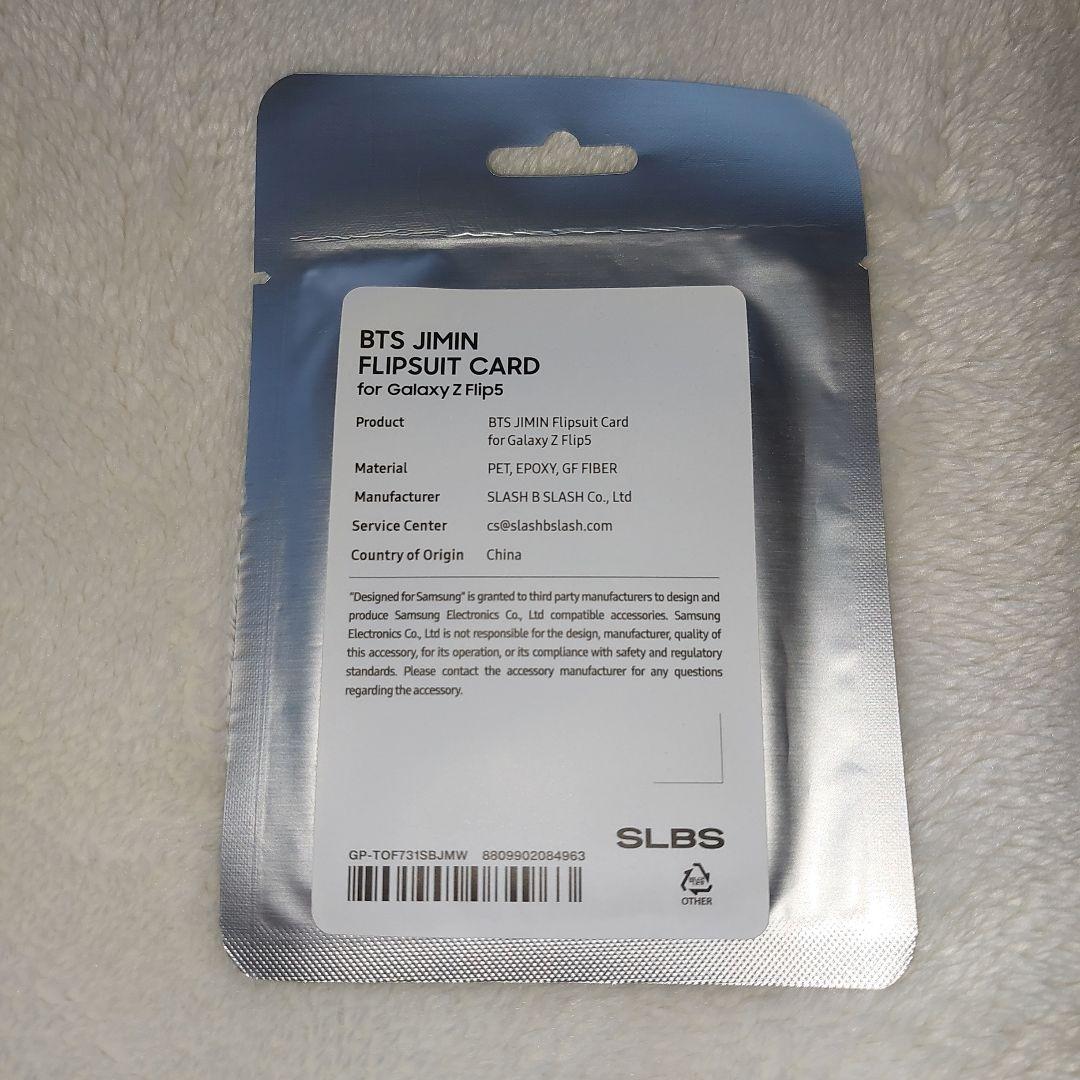 BTS JIMIN
FLIPSUIT CARD
for Galaxy Z Flip5
Product BTS JIMIN Flipsuit Card
for Galaxy Z Flip5
Material PET, EPOXY, GF FIBER
Manufacturer SLASH B SLASH Co., Ltd
Service Center cs@slashbslash.com
Country of Origin China
"Designed for Samsung" is granted to third party manufacturers to design and
produce Samsung Electronics Co., Ltd compatible accessories. Samsung
Electronics Co., Ltd is not responsible for the design, manufacturer, quality of
this accessory, for its operation, or its compliance with safety and regulatory
standards. Please contact the accessory manufacturer for any questions
regarding the accessory.
SLBS
GP-TOF731SBJMW 8809902084963
OTHER